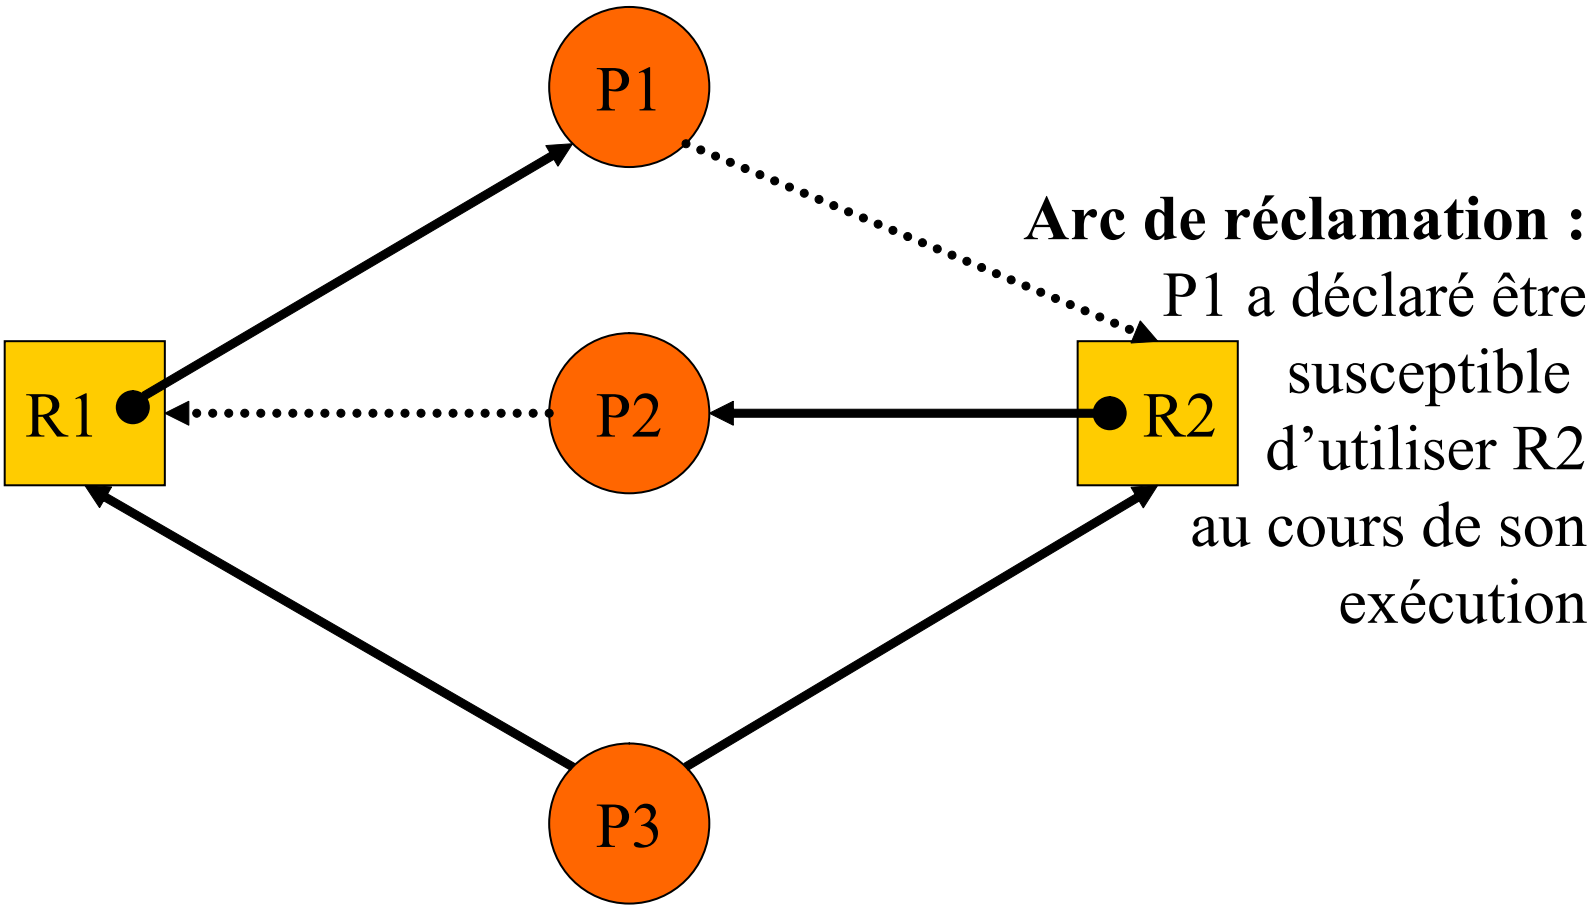 P1
Arc de réclamation :
P1 a déclaré être
susceptible
d’utiliser R2
au cours de son
exécution
R1
P2
R2
P3